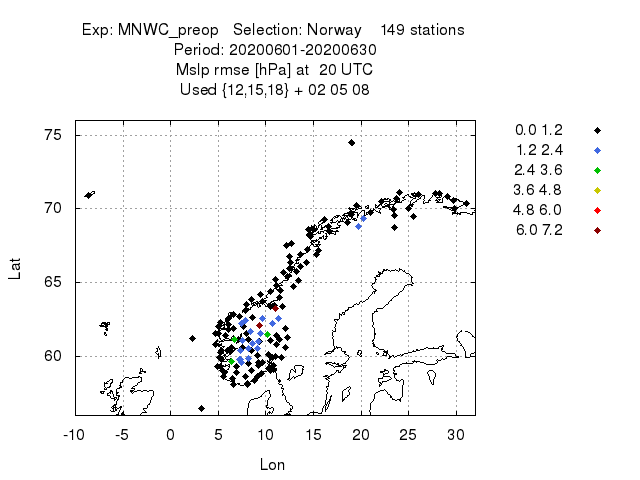 Exp: MNWC_preop   Selection: Norway    149 stations
Period: 20200601-20200630
Mslp rmse [hPa] at  20 UTC
Used {12,15,18} + 02 05 08
75
70
65
60
Lat
-10 -5 0 5 10 15 20 25 30
Lon
0.0 1.2
1.2 2.4
2.4 3.6
3.6 4.8
4.8 6.0
6.0 7.2